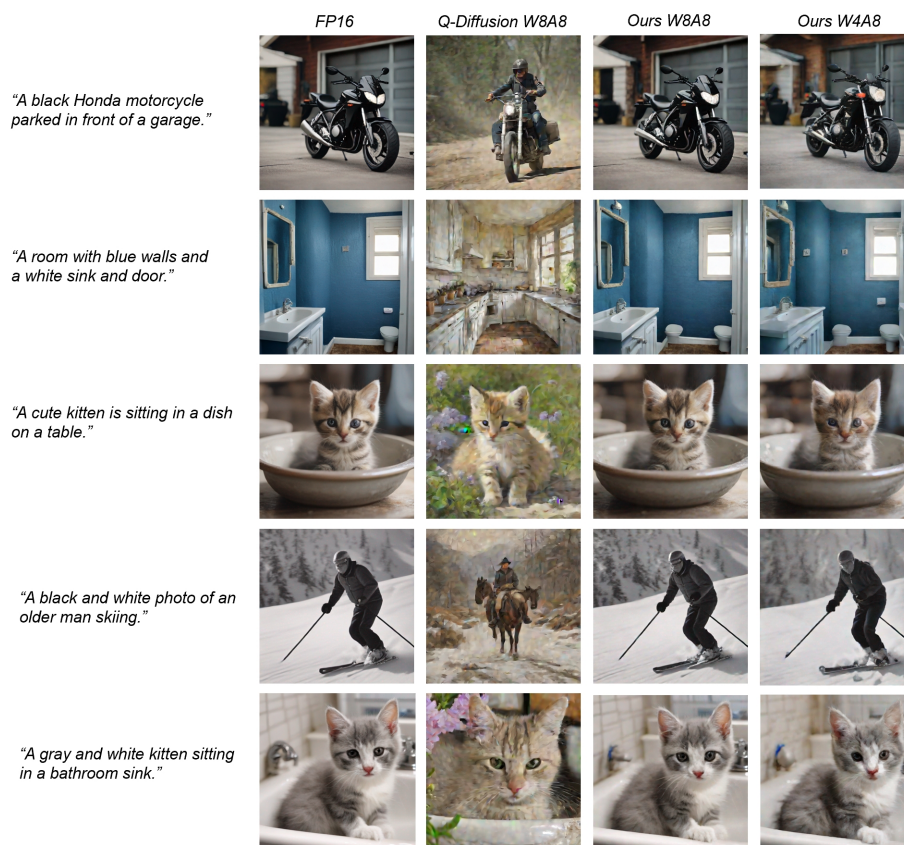 FP16
Q-Diffusion W8A8
Ours W8A8
Ours W4A8
“A black Honda motorcycle
parked in front of a garage.”
“A room with blue walls and
a white sink and door.”
“A cute kitten is sitting in a dish
on a table.”
“A black and white photo of an
older man skiing.”
“A gray and white kitten sitting
in a bathroom sink.”